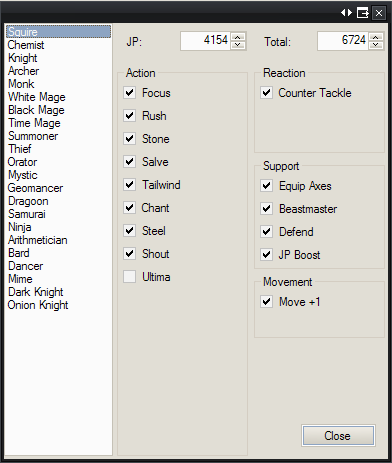 Squire
Chemist
Knight
Archer
Monk
White Mage
Black Mage
Time Mage
Summoner
Thief
Orator
Mystic
Geomancer
Dragoon
Samurai
Ninja
Arithmetician
Bard
Dancer
Mime
Dark Knight
Onion Knight
JP: 4154 Total: 6724
Action
Focus
Rush
Stone
Salve
Tailwind
Chant
Steel
Shout
Ultima
Reaction
Counter Tackle
Support
Equip Axes
Beastmaster
Defend
JP Boost
Movement
Move +1
Close